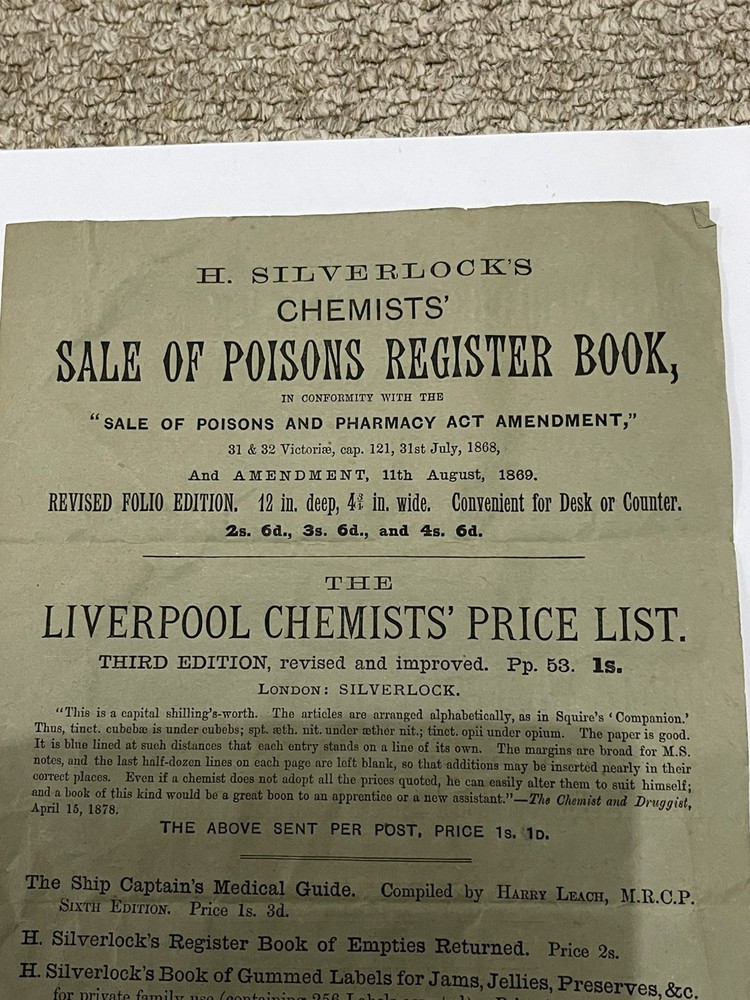 H. SILVERLOCK'S
CHEMISTS'
SALE OF POISONS REGISTER BOOK,
IN CONFORMITY WITH THE
"SALE OF POISONS AND PHARMACY ACT AMENDMENT,"
31 & 32 Victoriæ, cap. 121, 31st July, 1868,
And AMENDMENT, 11th August, 1869.
REVISED FOLIO EDITION. 12 in. deep, 4¾ in. wide. Convenient for Desk or Counter.
2s. 6d., 3s. 6d., and 4s. 6d.
THE
LIVERPOOL CHEMISTS' PRICE LIST.
THIRD EDITION, revised and improved. Pp. 53. 1s.
LONDON: SILVERLOCK.
"This is a capital shilling's-worth. The articles are arranged alphabetically, as in Squire's 'Companion.'
Thus, tinct. cubebæ is under cubebs; spt. æth. nit. under æther nit.; tinct. opii under opium. The paper is good.
It is blue lined at such distances that each entry stands on a line of its own. The margins are broad for M.S.
notes, and the last half-dozen lines on each page are left blank, so that additions may be inserted nearly in their
correct places. Even if a chemist does not adopt all the prices quoted, he can easily alter them to suit himself;
and a book of this kind would be a great boon to an apprentice or a new assistant."—The Chemist and Druggist,
April 15, 1878.
THE ABOVE SENT PER POST, PRICE 1s. 1D.
The Ship Captain's Medical Guide. Compiled by HARRY LEACH, M.R.C.P.
SIXTH EDITION. Price 1s. 3d.
H. Silverlock's Register Book of Empties Returned. Price 2s.
H. Silverlock's Book of Gummed Labels for Jams, Jellies, Preserves, &c.
for private family use (containing 256 Labels